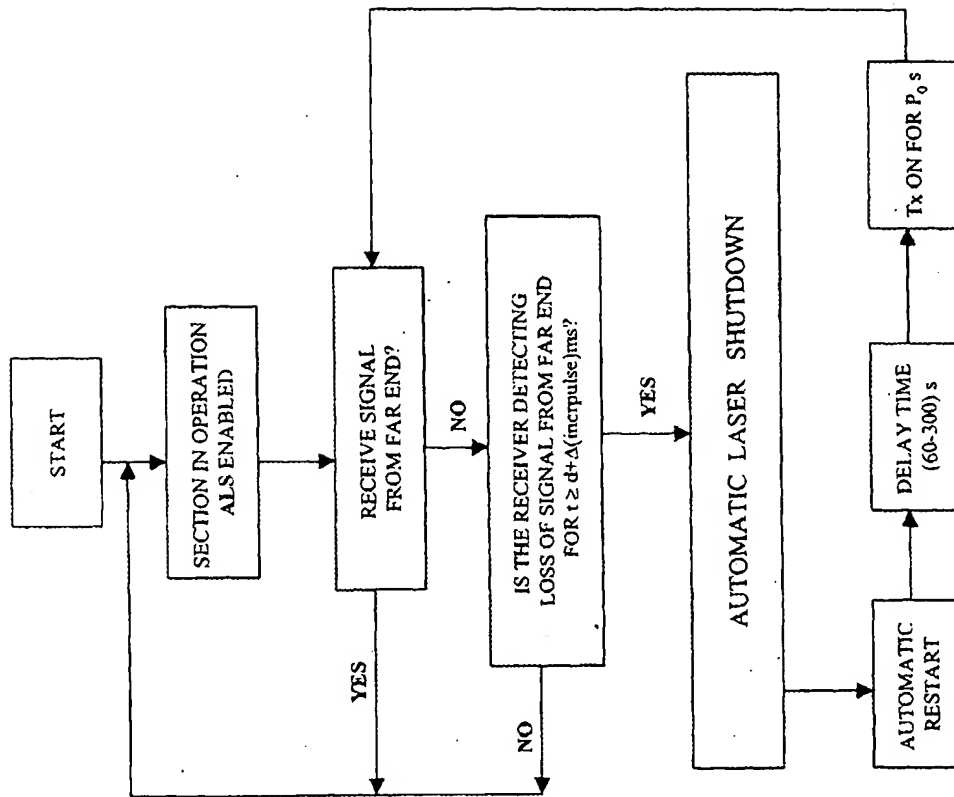 START
SECTION IN OPERATION
ALS ENABLED
RECEIVE SIGNAL
FROM FAR END?
YES
NO
IS THE RECEIVER DETECTING
LOSS OF SIGNAL FROM FAR END
FOR t ≥ d+Δ(incrpulse)ms?
NO
YES
AUTOMATIC LASER SHUTDOWN
AUTOMATIC
RESTART
DELAY TIME
(60-300) s
Tx ON FOR P₀ s